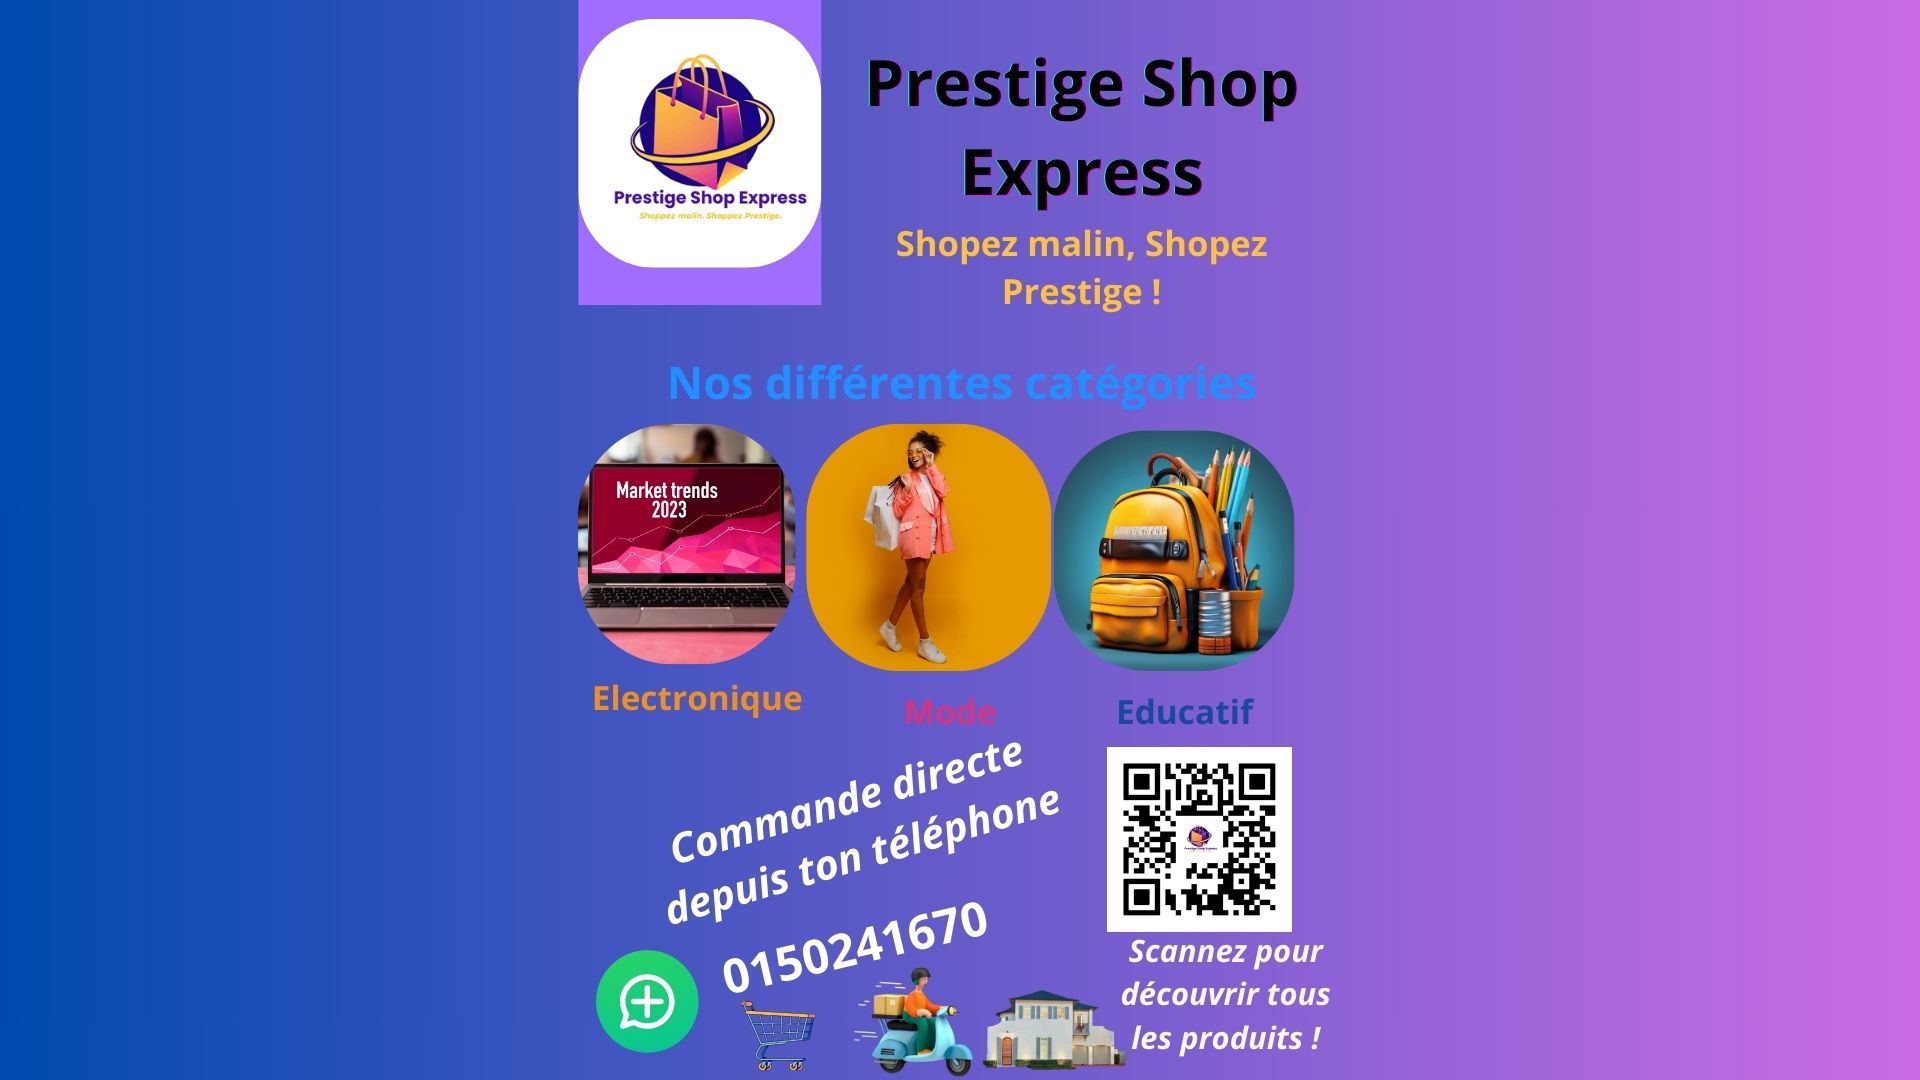 Prestige Shop Express
Shoppez malin. Shoppez Prestige.
Prestige Shop
Express
Shopez malin, Shopez
Prestige !
Nos différentes catégories
Market trends
2023
Electronique
Mode
Educatif
Commande directe
depuis ton téléphone
0150241670
Prestige Shop Express
Scannez pour
découvrir tous
les produits !